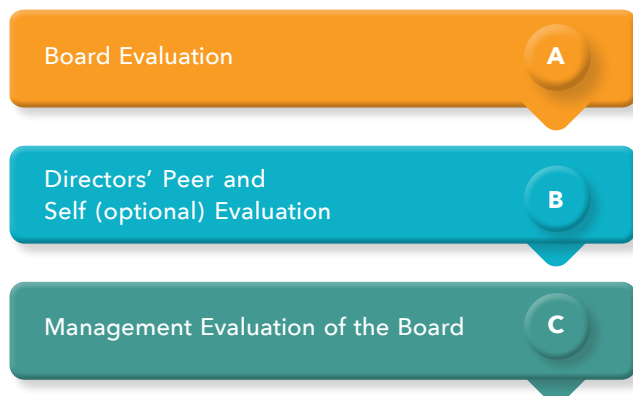 Board Evaluation
A
Directors’ Peer and
Self (optional) Evaluation
B
Management Evaluation of the Board
C